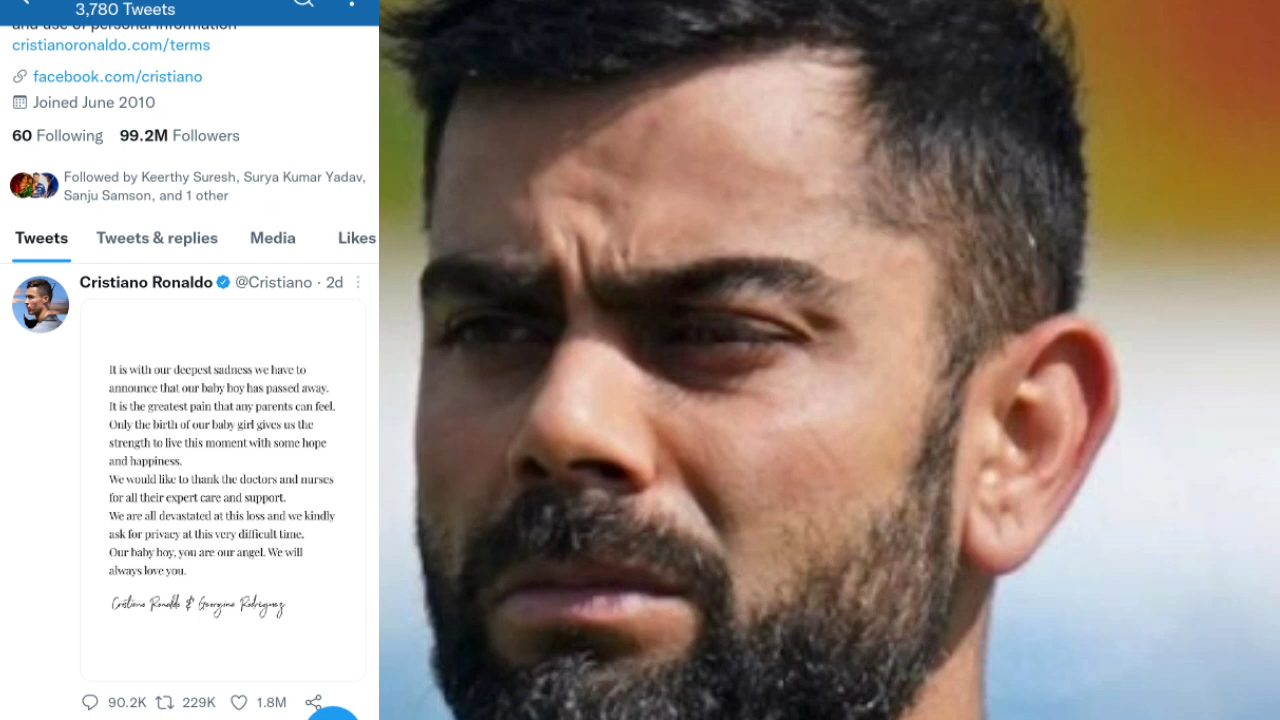 3,780 Tweets
and use of personal information
cristianoronaldo.com/terms
facebook.com/cristiano
Joined June 2010
60 Following 99.2M Followers
Followed by Keerthy Suresh, Surya Kumar Yadav,
Sanju Samson, and 1 other
Tweets Tweets & replies Media Likes
Cristiano Ronaldo @Cristiano · 2d
It is with our deepest sadness we have to
announce that our baby boy has passed away.
It is the greatest pain that any parents can feel.
Only the birth of our baby girl gives us the
strength to live this moment with some hope
and happiness.
We would like to thank the doctors and nurses
for all their expert care and support.
We are all devastated at this loss and we kindly
ask for privacy at this very difficult time.
Our baby boy, you are our angel. We will
always love you.
Cristiano Ronaldo & Georgina Rodríguez
90.2K 229K 1.8M